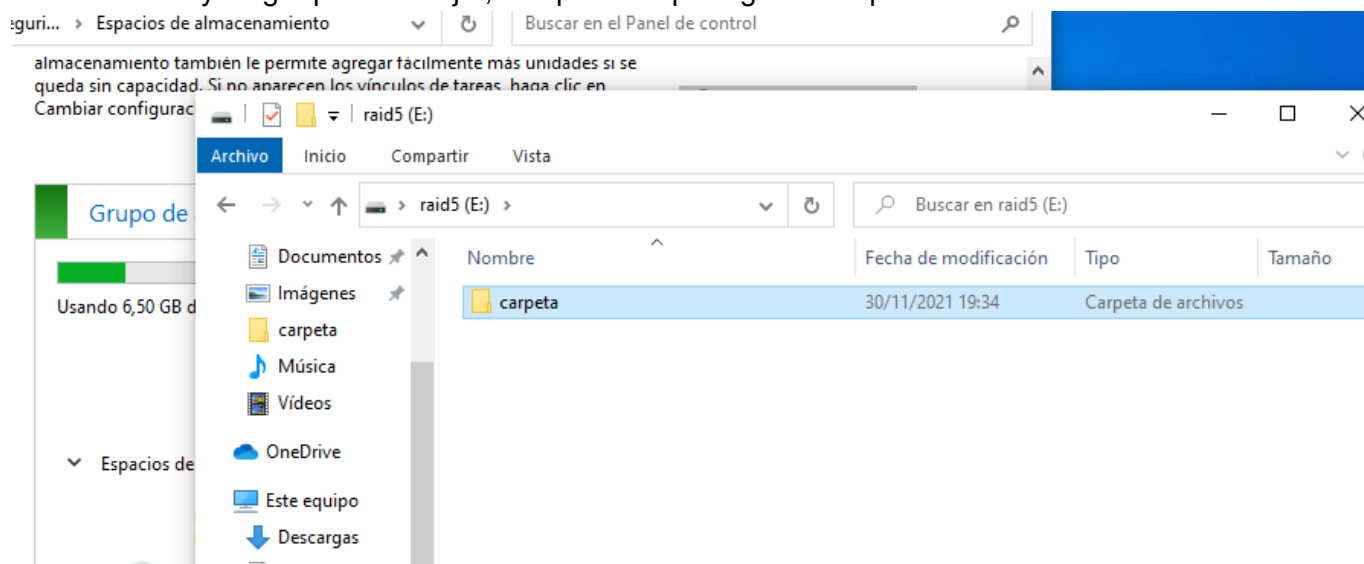 eguri... > Espacios de almacenamiento
Buscar en el Panel de control
almacenamiento también le permite agregar fácilmente más unidades si se
queda sin capacidad. Si no aparecen los vínculos de tareas, haga clic en
Cambiar configurac
raid5 (E:)
Archivo Inicio Compartir Vista
Grupo de
raid5 (E:) >
Buscar en raid5 (E:)
Documentos
Nombre Fecha de modificación Tipo Tamaño
Imágenes
carpeta 30/11/2021 19:34 Carpeta de archivos
Usando 6,50 GB d
carpeta
Música
Vídeos
OneDrive
Espacios de
Este equipo
Descargas